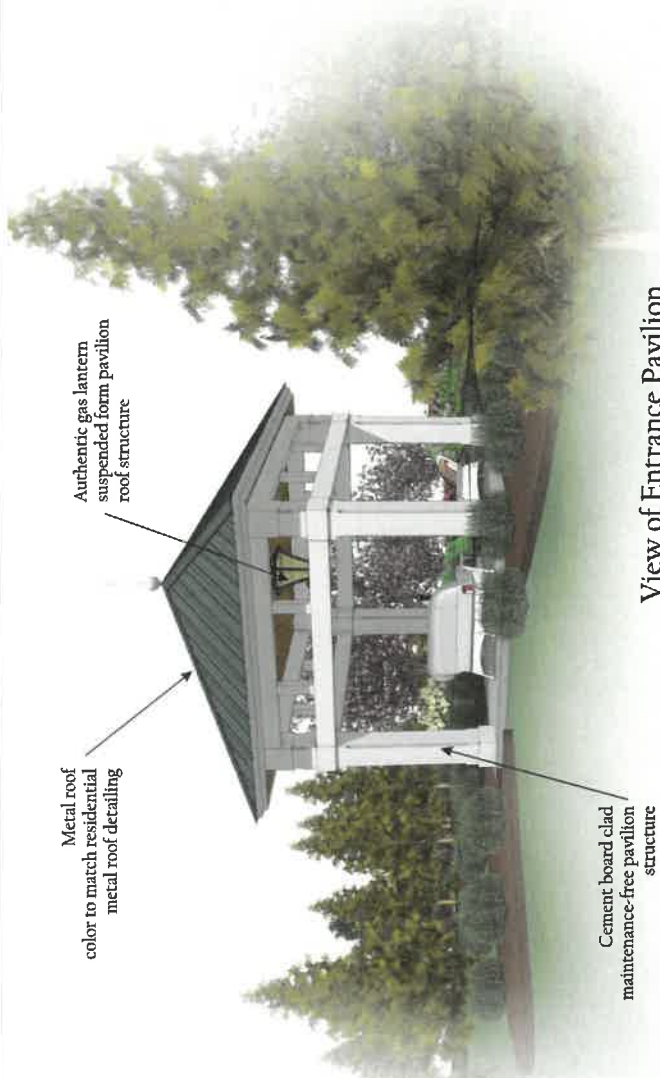 Metal roof
color to match residential
metal roof detailing
Authentic gas lantern
suspended form pavilion
roof structure
Cement board clad
maintenance-free pavilion
structure
View of Entrance Pavilion